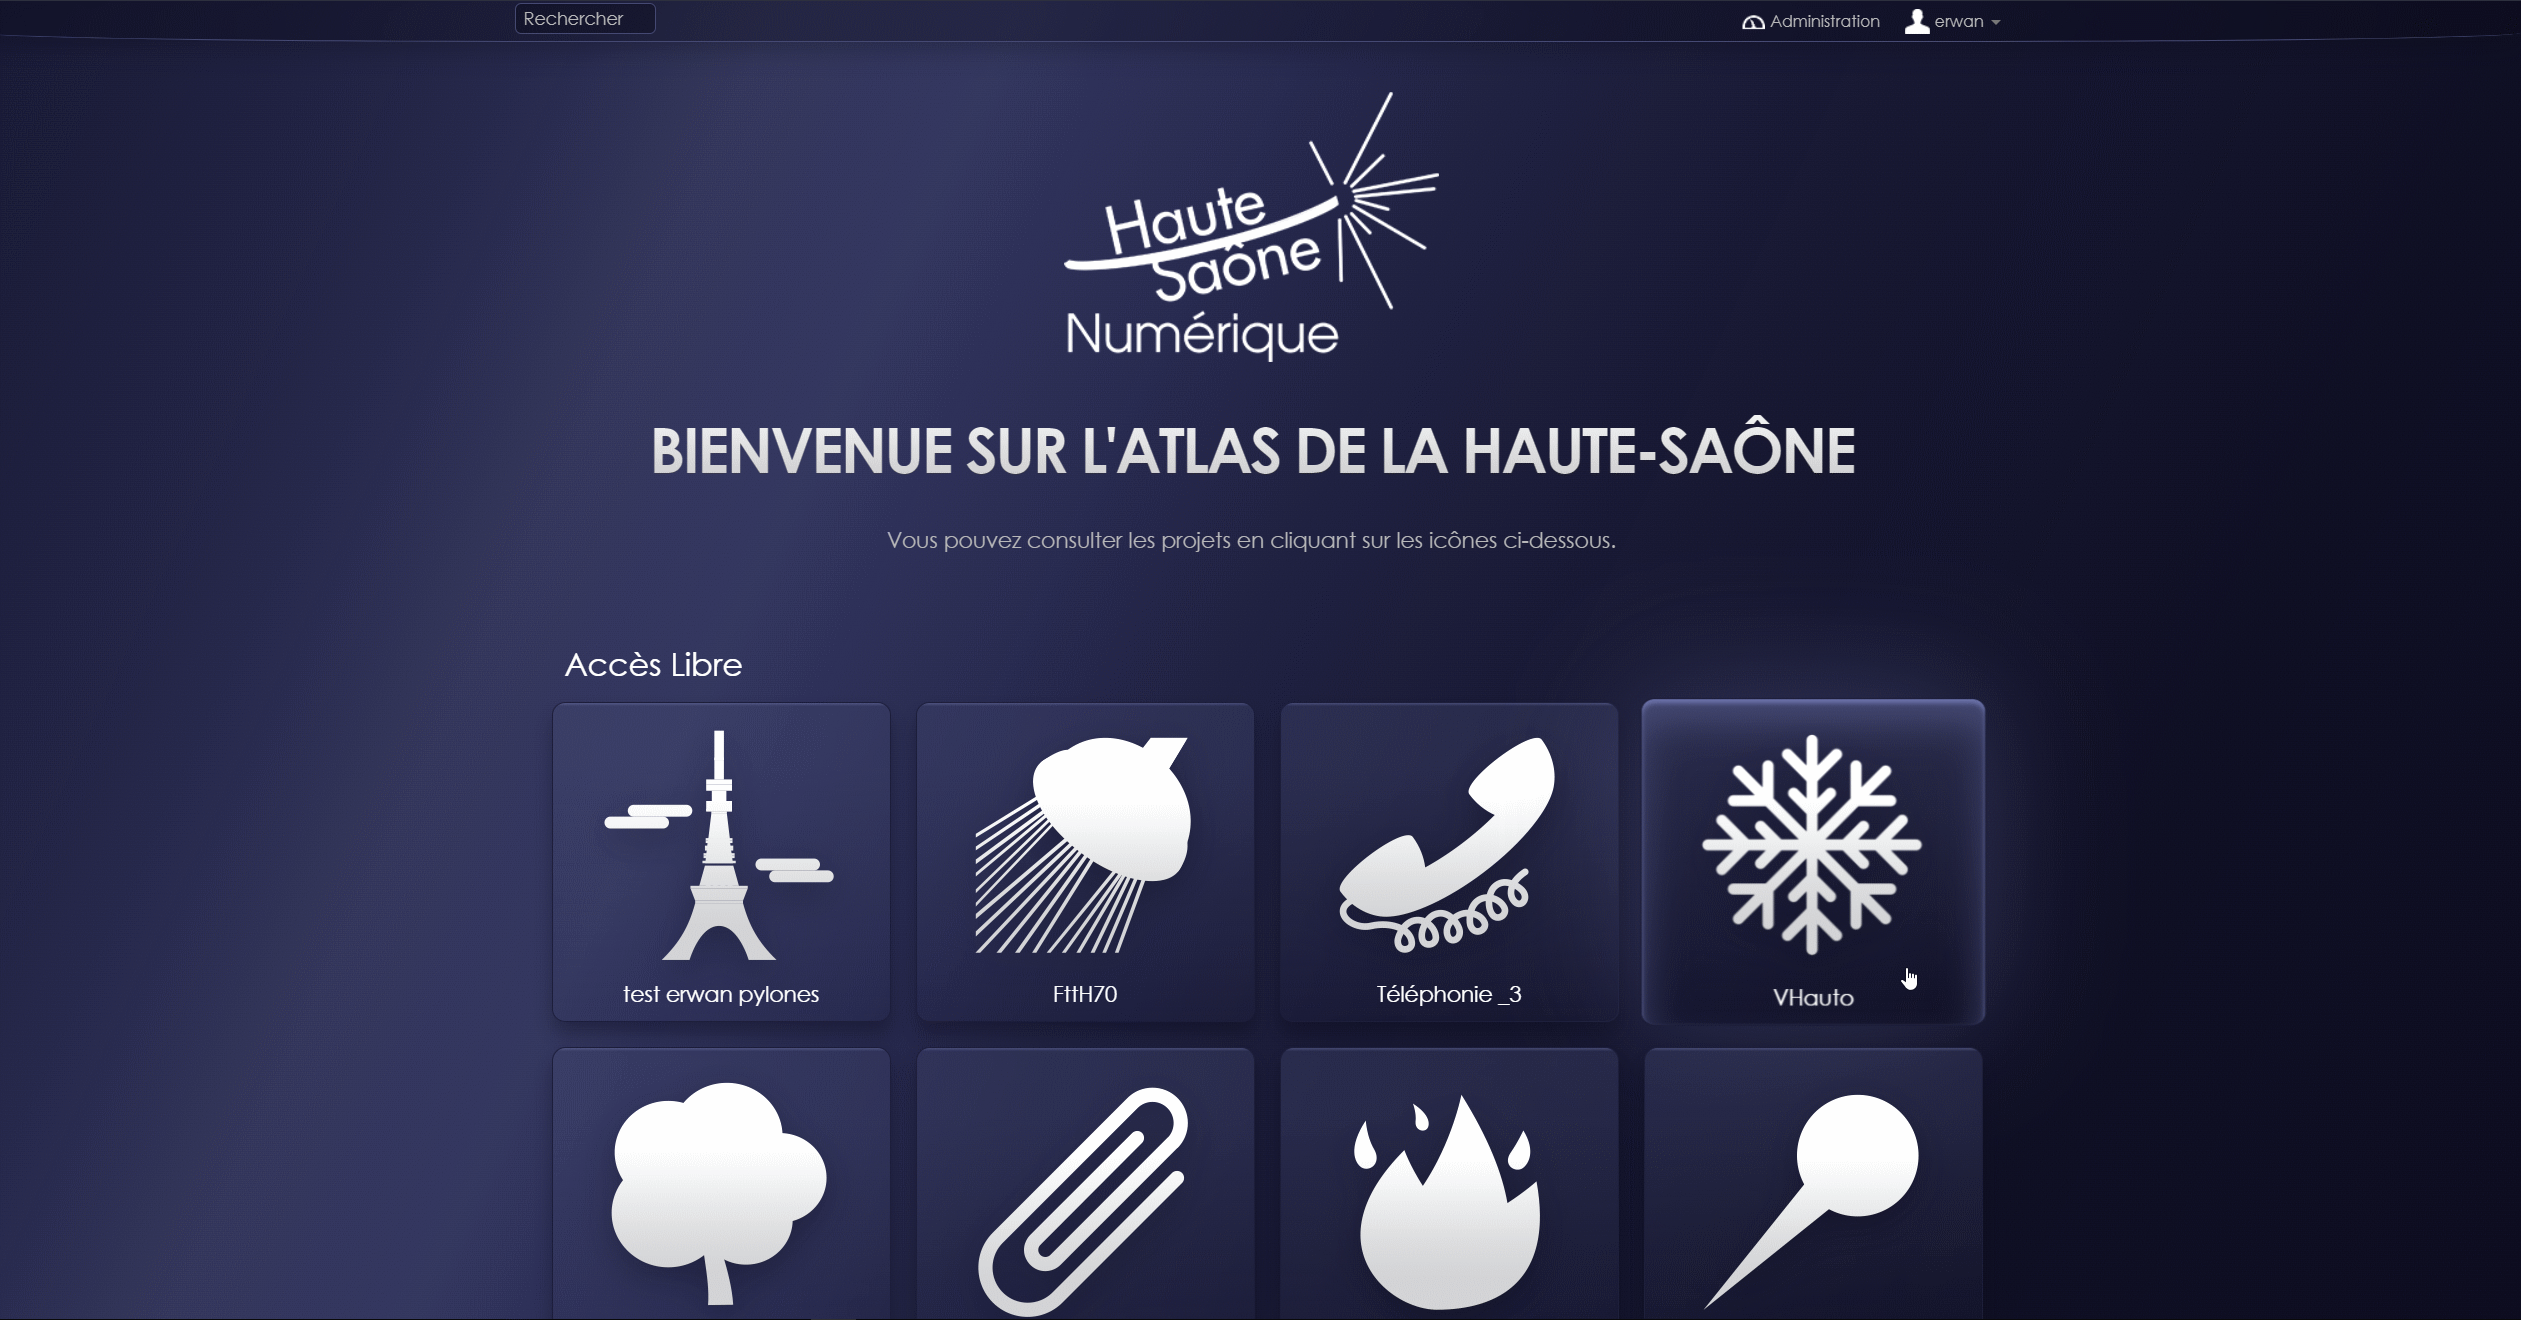 Rechercher
Administration
erwan
Haute
Saône
Numérique
BIENVENUE SUR L'ATLAS DE LA HAUTE-SAÔNE
Vous pouvez consulter les projets en cliquant sur les icônes ci-dessous.
Accès Libre
test erwan pylones
FttH70
Téléphonie _3
VHauto